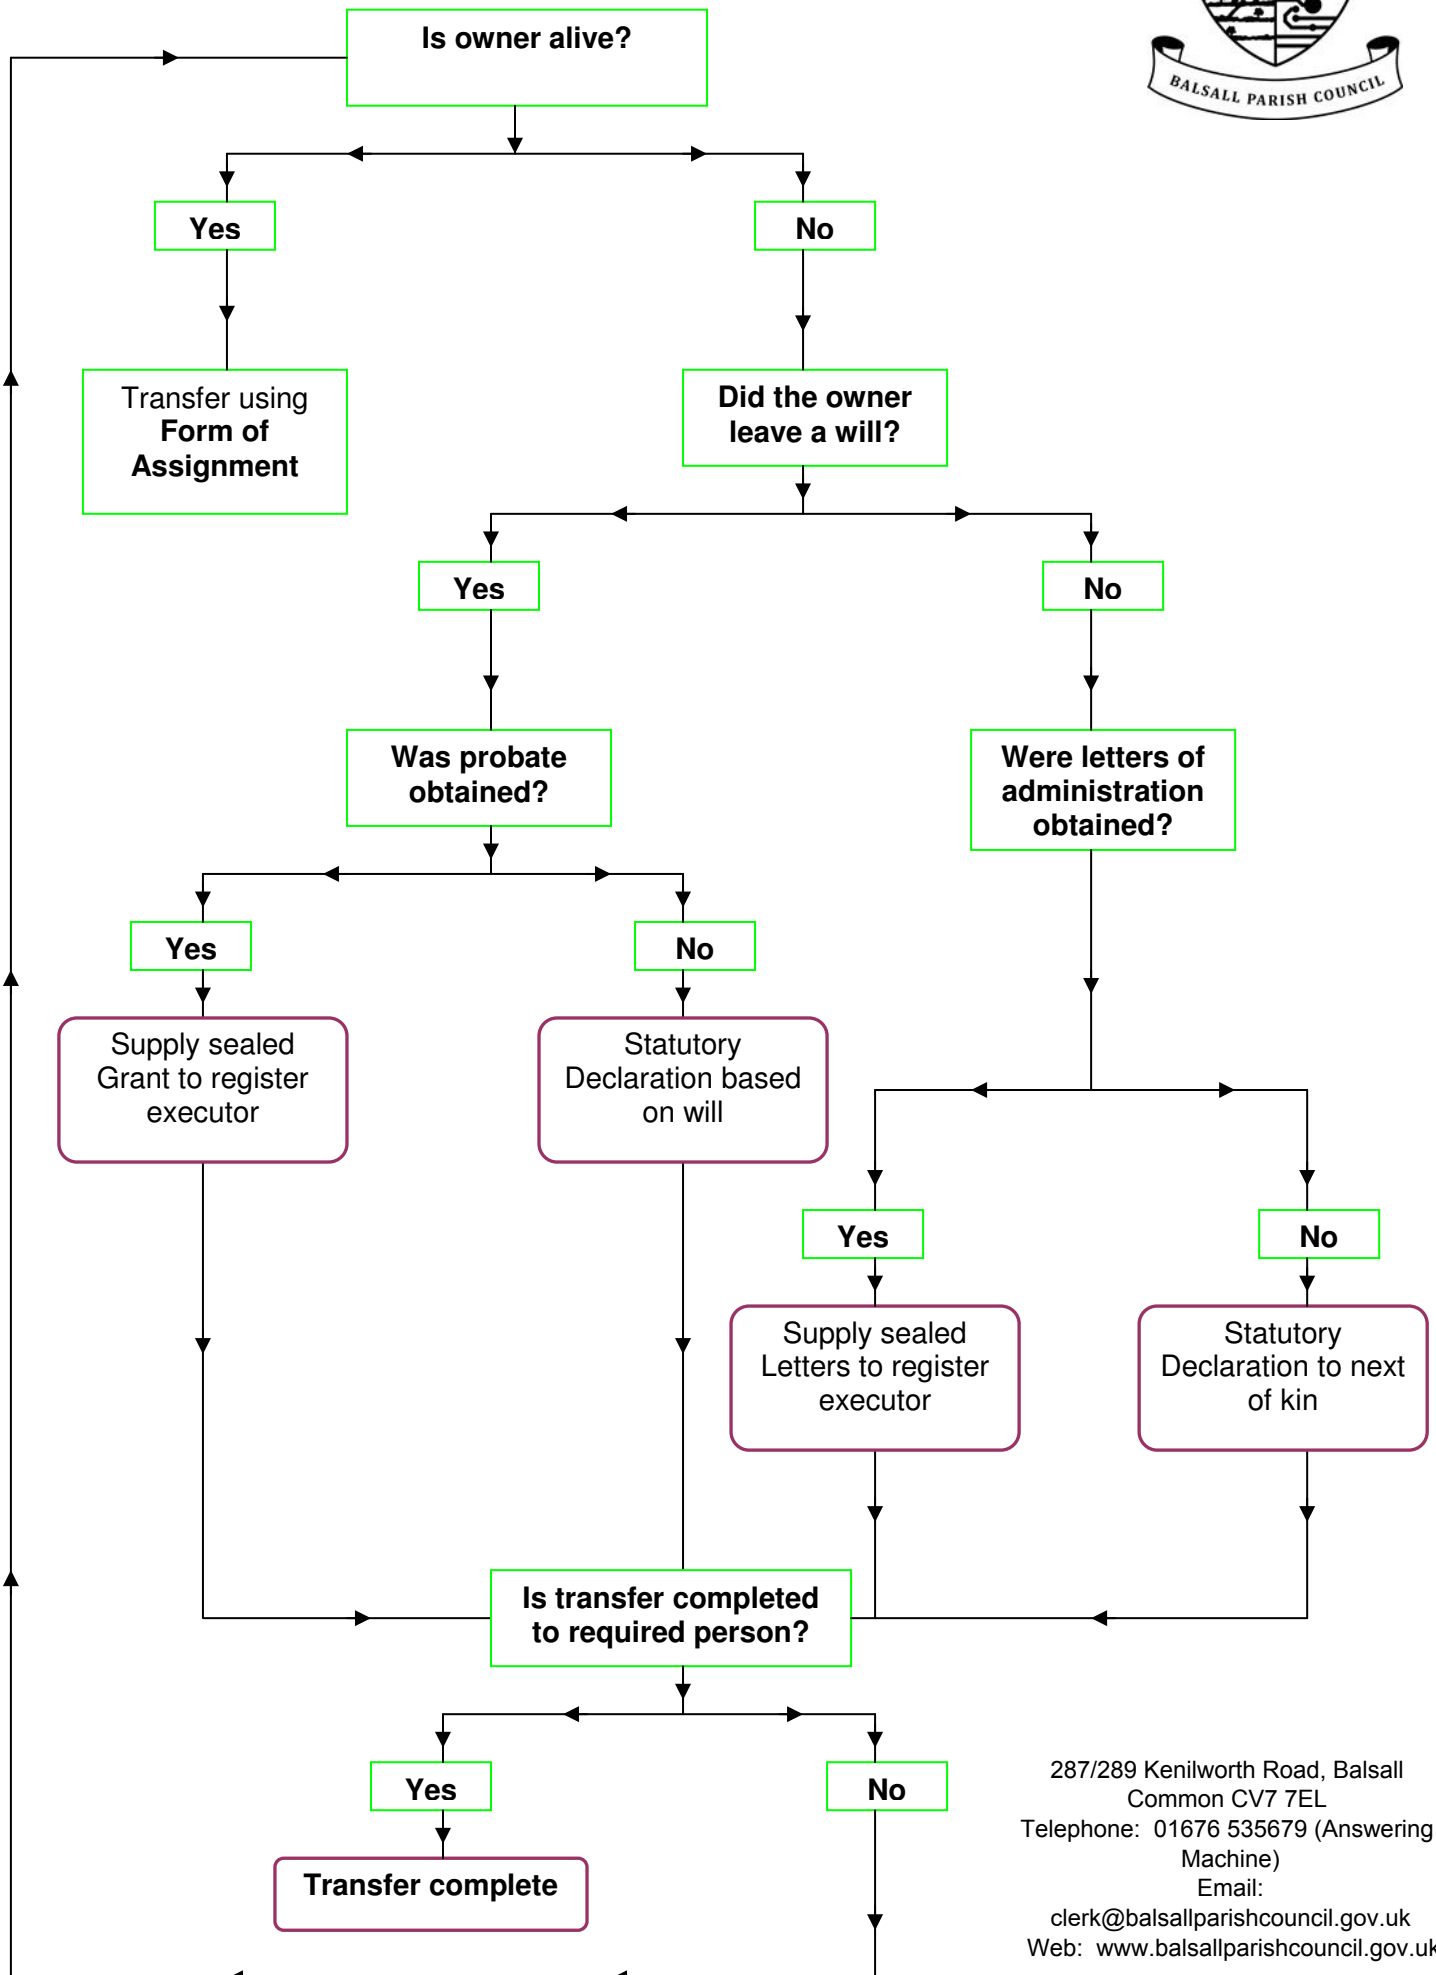 Is owner alive?
BALSALL PARISH COUNCIL
Yes
No
Transfer using
Form of
Assignment
Did the owner
leave a will?
Yes
No
Was probate
obtained?
Were letters of
administration
obtained?
Yes
No
Supply sealed
Grant to register
executor
Statutory
Declaration based
on will
Yes
No
Supply sealed
Letters to register
executor
Statutory
Declaration to next
of kin
Is transfer completed
to required person?
Yes
No
Transfer complete
287/289 Kenilworth Road, Balsall
Common CV7 7EL
Telephone: 01676 535679 (Answering
Machine)
Email:
clerk@balsallparishcouncil.gov.uk
Web: www.balsallparishcouncil.gov.uk